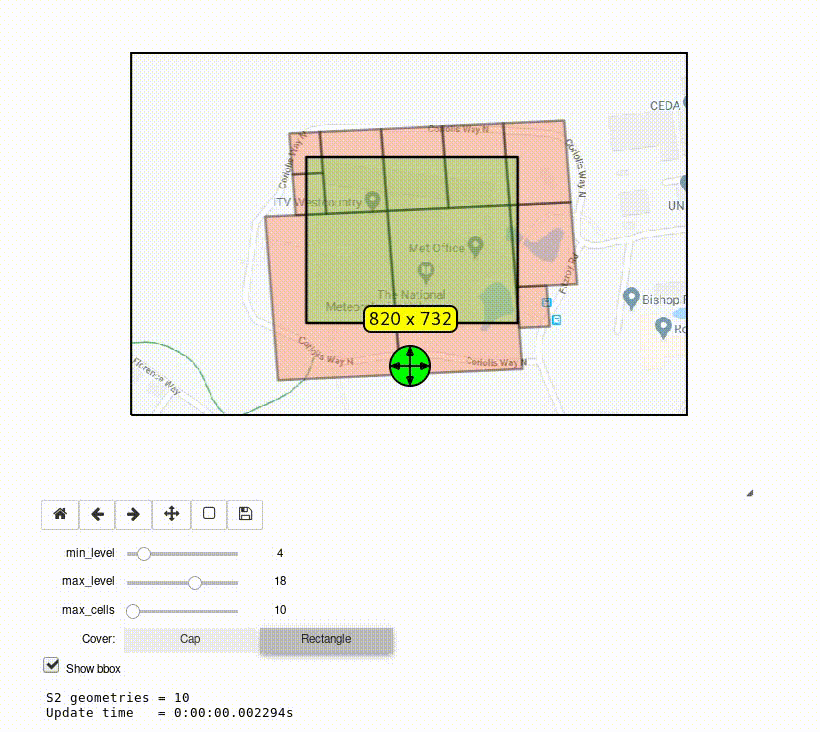 CEDA
Coriolis Way N
Coriolis Way N
Coriolis Way N
ITV Westcountry
UN
Met Office
Fitzroy Rd
The National
Meteor
Bishop F
820 x 732
Ro
Coriolis Way N
Coriolis Way N
Florence Way
min_level 4
max_level 18
max_cells 10
Cover: Cap Rectangle
Show bbox
S2 geometries = 10
Update time = 0:00:00.002294s